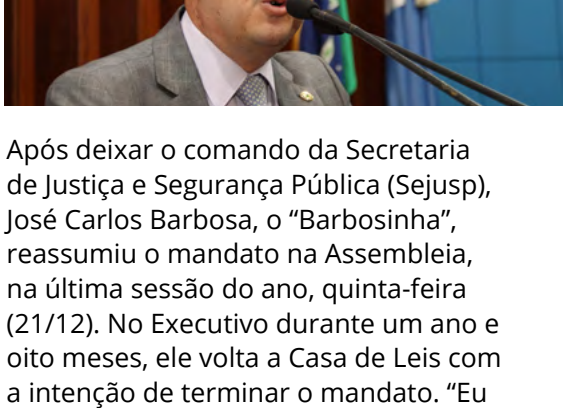 Após deixar o comando da Secretaria
de Justiça e Segurança Pública (Sejusp),
José Carlos Barbosa, o “Barbosinha”,
reassumiu o mandato na Assembleia,
na última sessão do ano, quinta-feira
(21/12). No Executivo durante um ano e
oito meses, ele volta a Casa de Leis com
a intenção de terminar o mandato. “Eu